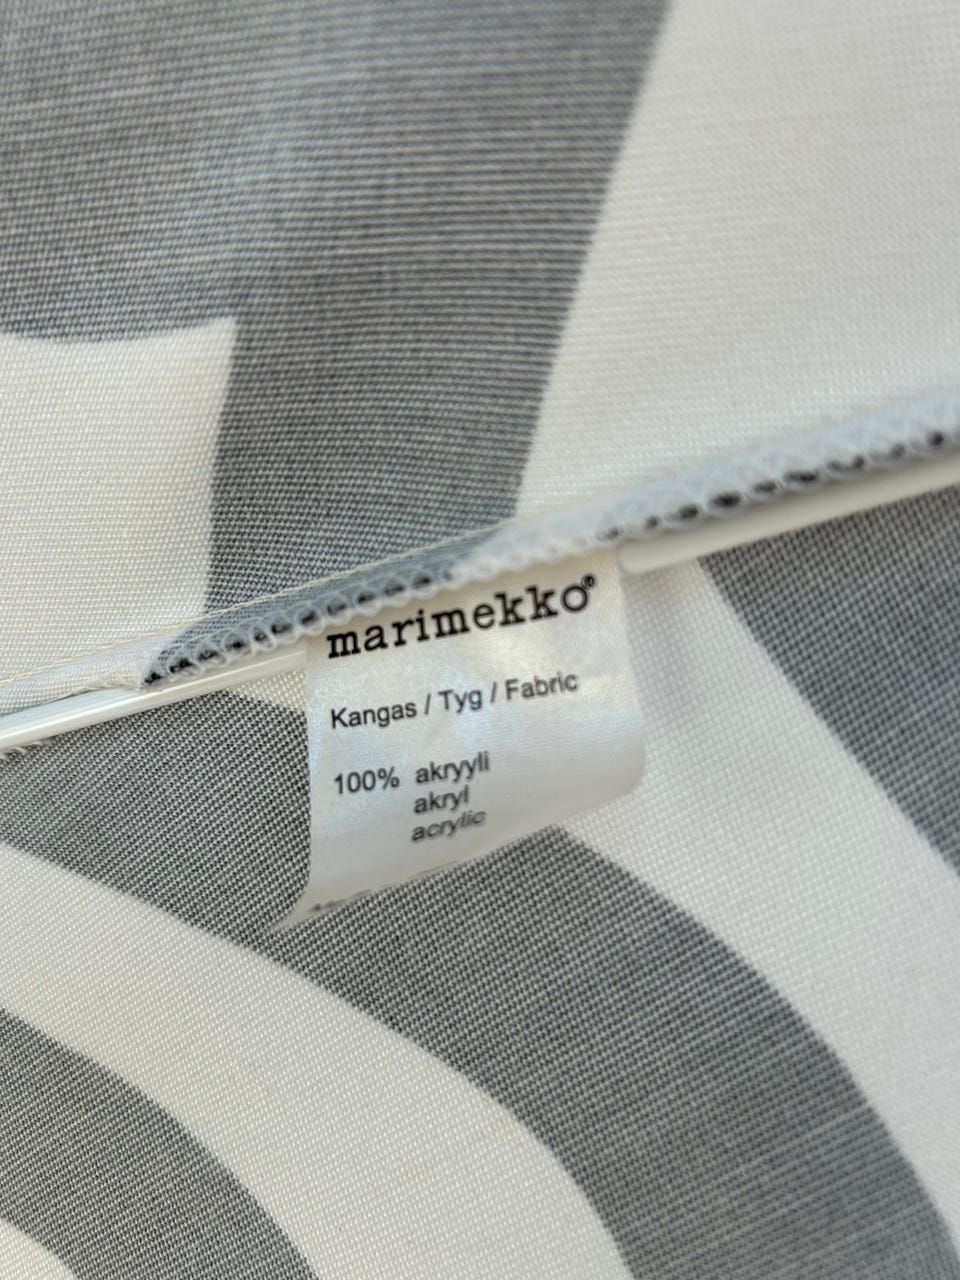 marimekko®
Kangas / Tyg / Fabric
100% akryyli
akryl
acrylic